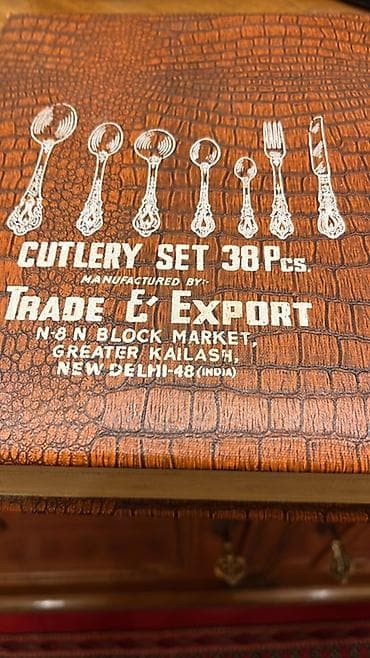 CUTLERY SET 38 Pcs.
MANUFACTURED BY:-
TRADE & EXPORT
N-8 N BLOCK MARKET,
GREATER KAILASH,
NEW DELHI-48 (INDIA)